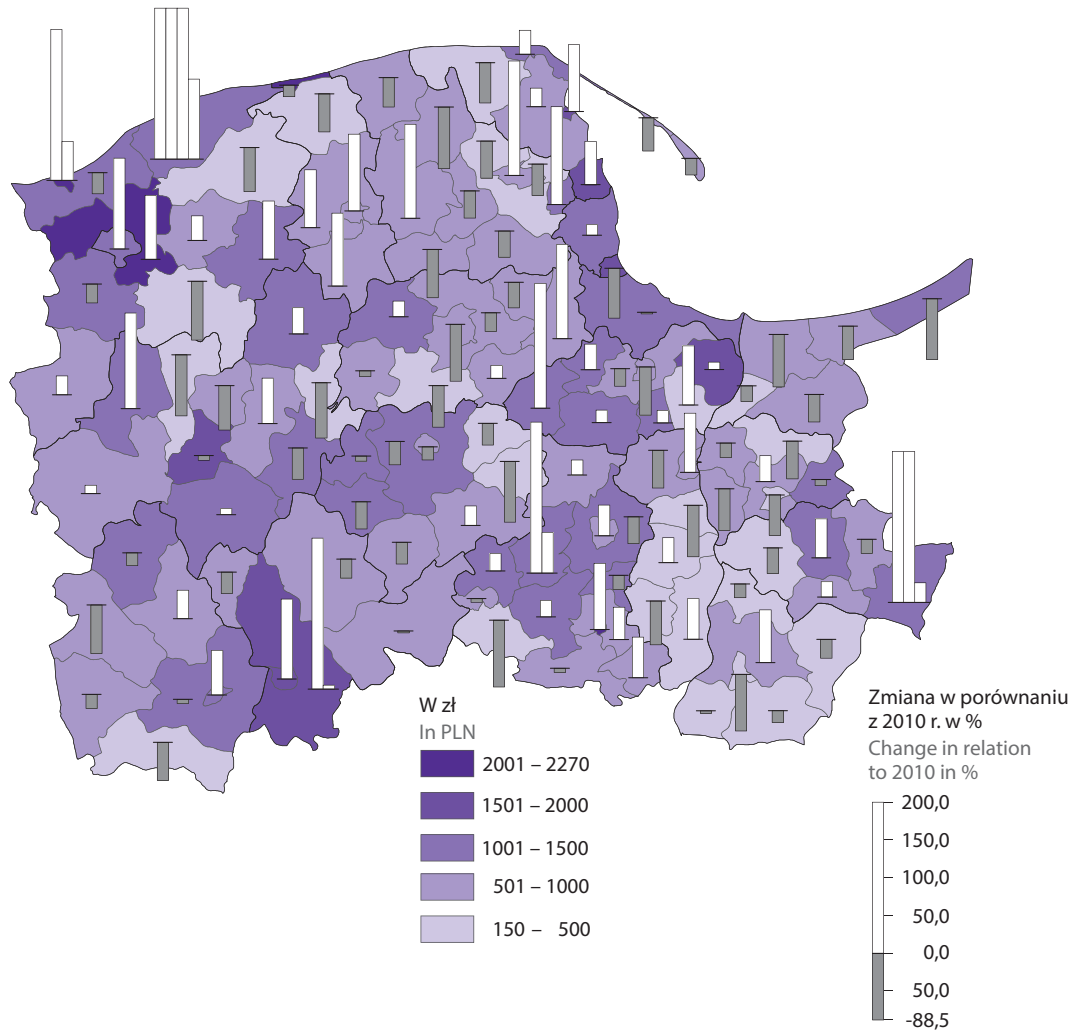 W zł
In PLN
2001 – 2270
1501 – 2000
1001 – 1500
501 – 1000
150 – 500
Zmiana w porównaniu
z 2010 r. w %
Change in relation
to 2010 in %
200,0
150,0
100,0
50,0
0,0
50,0
-88,5